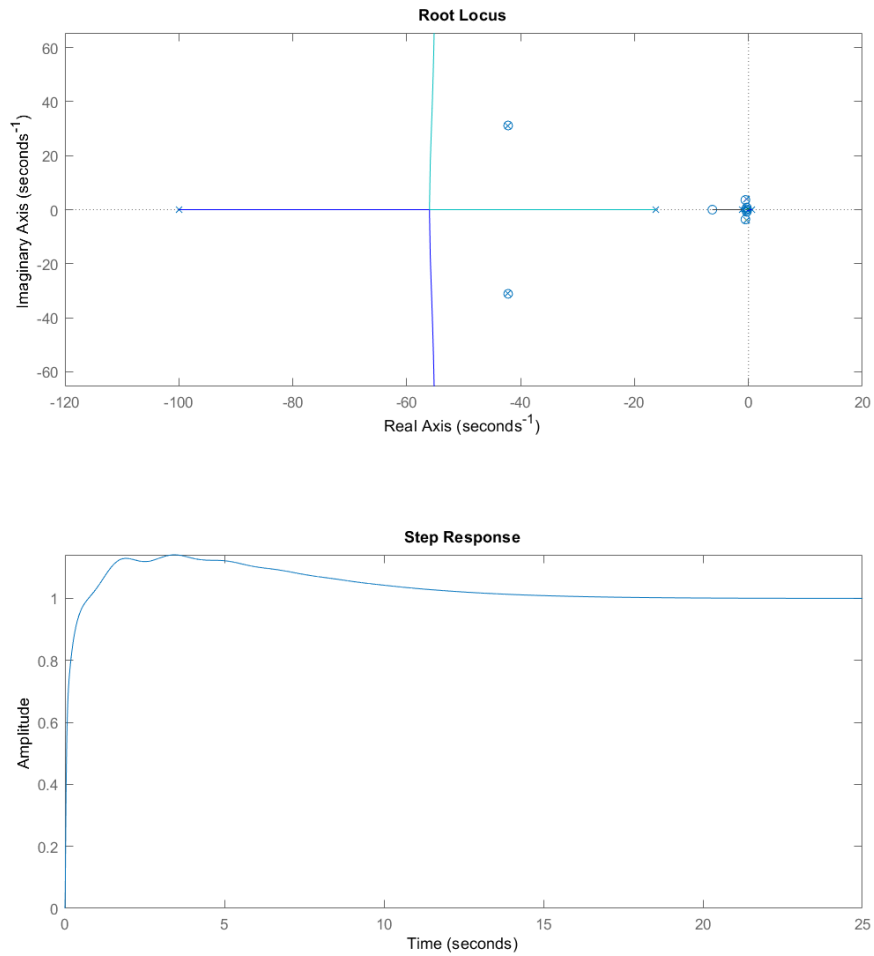 Root Locus
60
40
20
0
-20
-40
-60
Imaginary Axis (seconds⁻¹)
-120 -100 -80 -60 -40 -20 0 20
Real Axis (seconds⁻¹)
Step Response
1
0.8
0.6
0.4
0.2
0
Amplitude
0 5 10 15 20 25
Time (seconds)